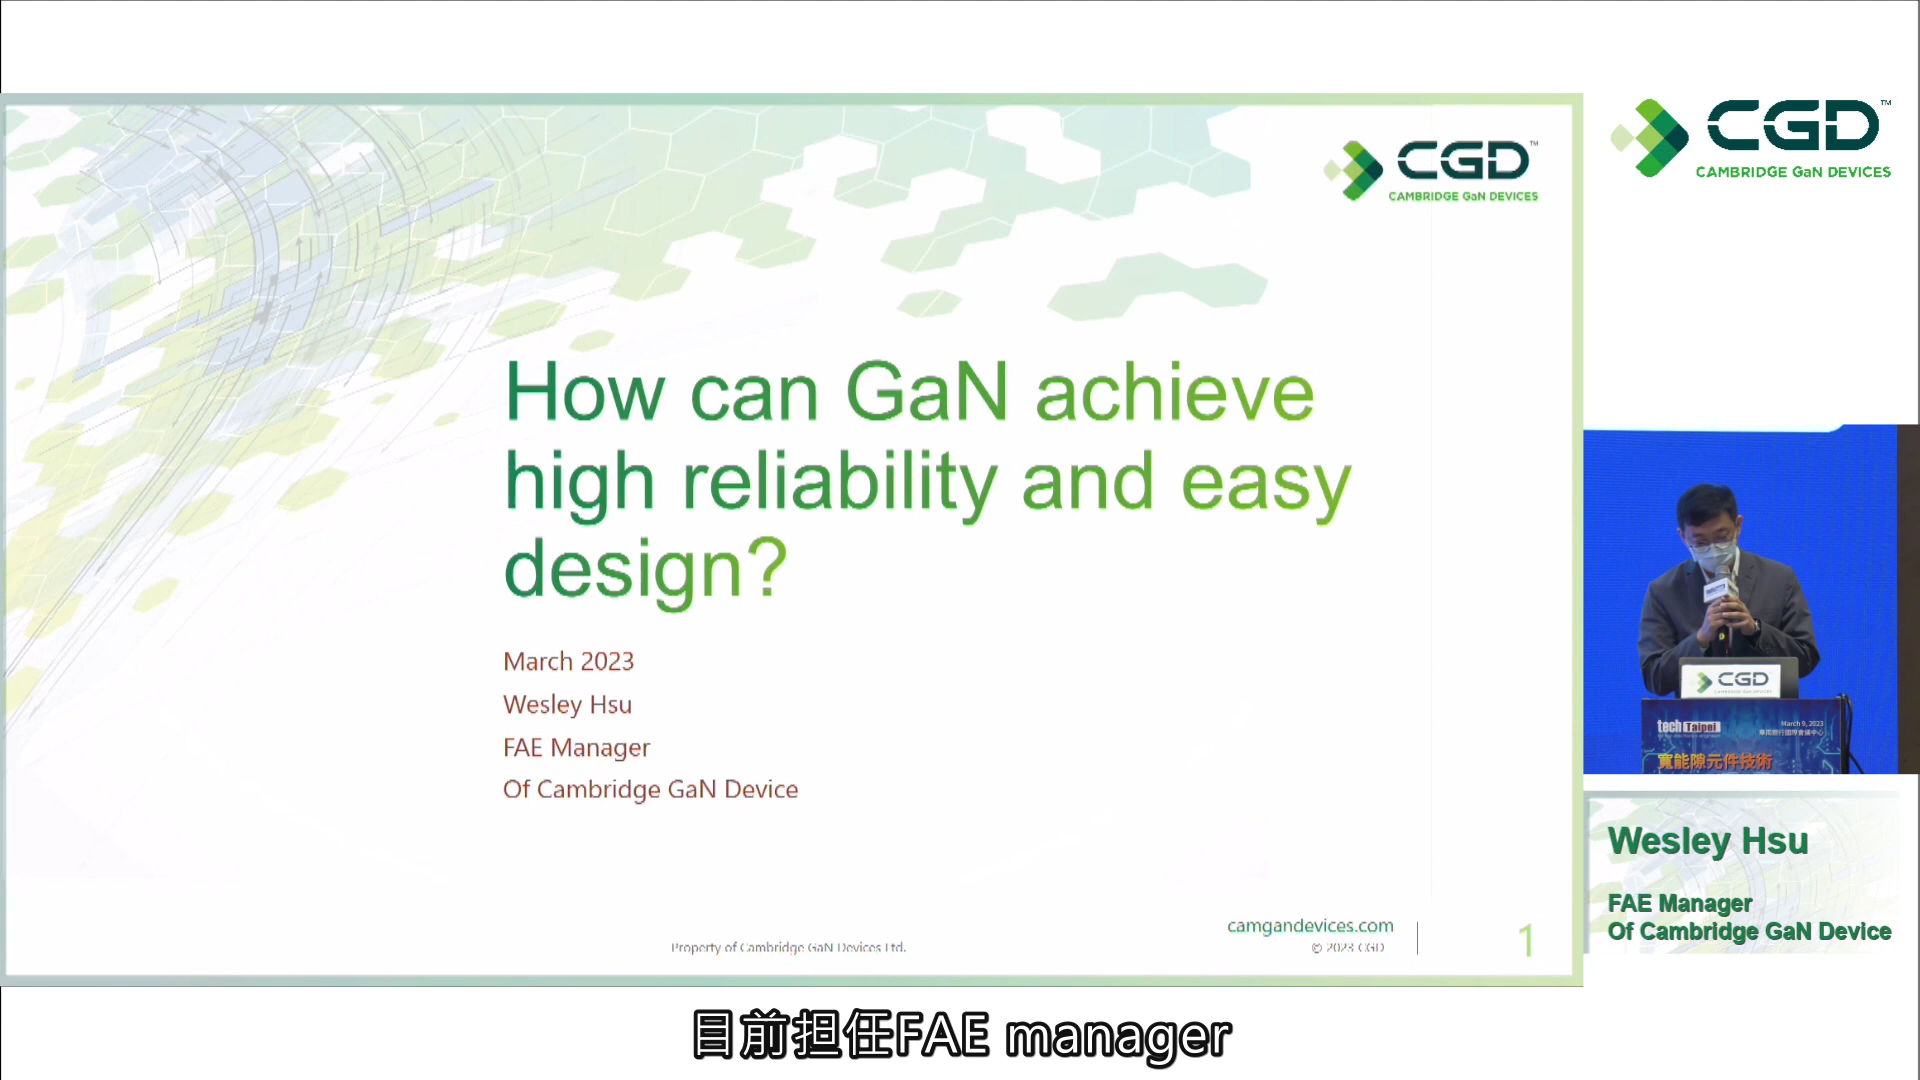 CGD™
CAMBRIDGE GaN DEVICES
How can GaN achieve
high reliability and easy
design?
March 2023
Wesley Hsu
FAE Manager
Of Cambridge GaN Device
Property of Cambridge GaN Devices Ltd.
camgandevices.com
© 2023 CGD
1
CGD™
CAMBRIDGE GaN DEVICES
CGD
tech Taipei
March 9, 2023
寬能隙元件技術
Wesley Hsu
FAE Manager
Of Cambridge GaN Device
目前担任FAE manager